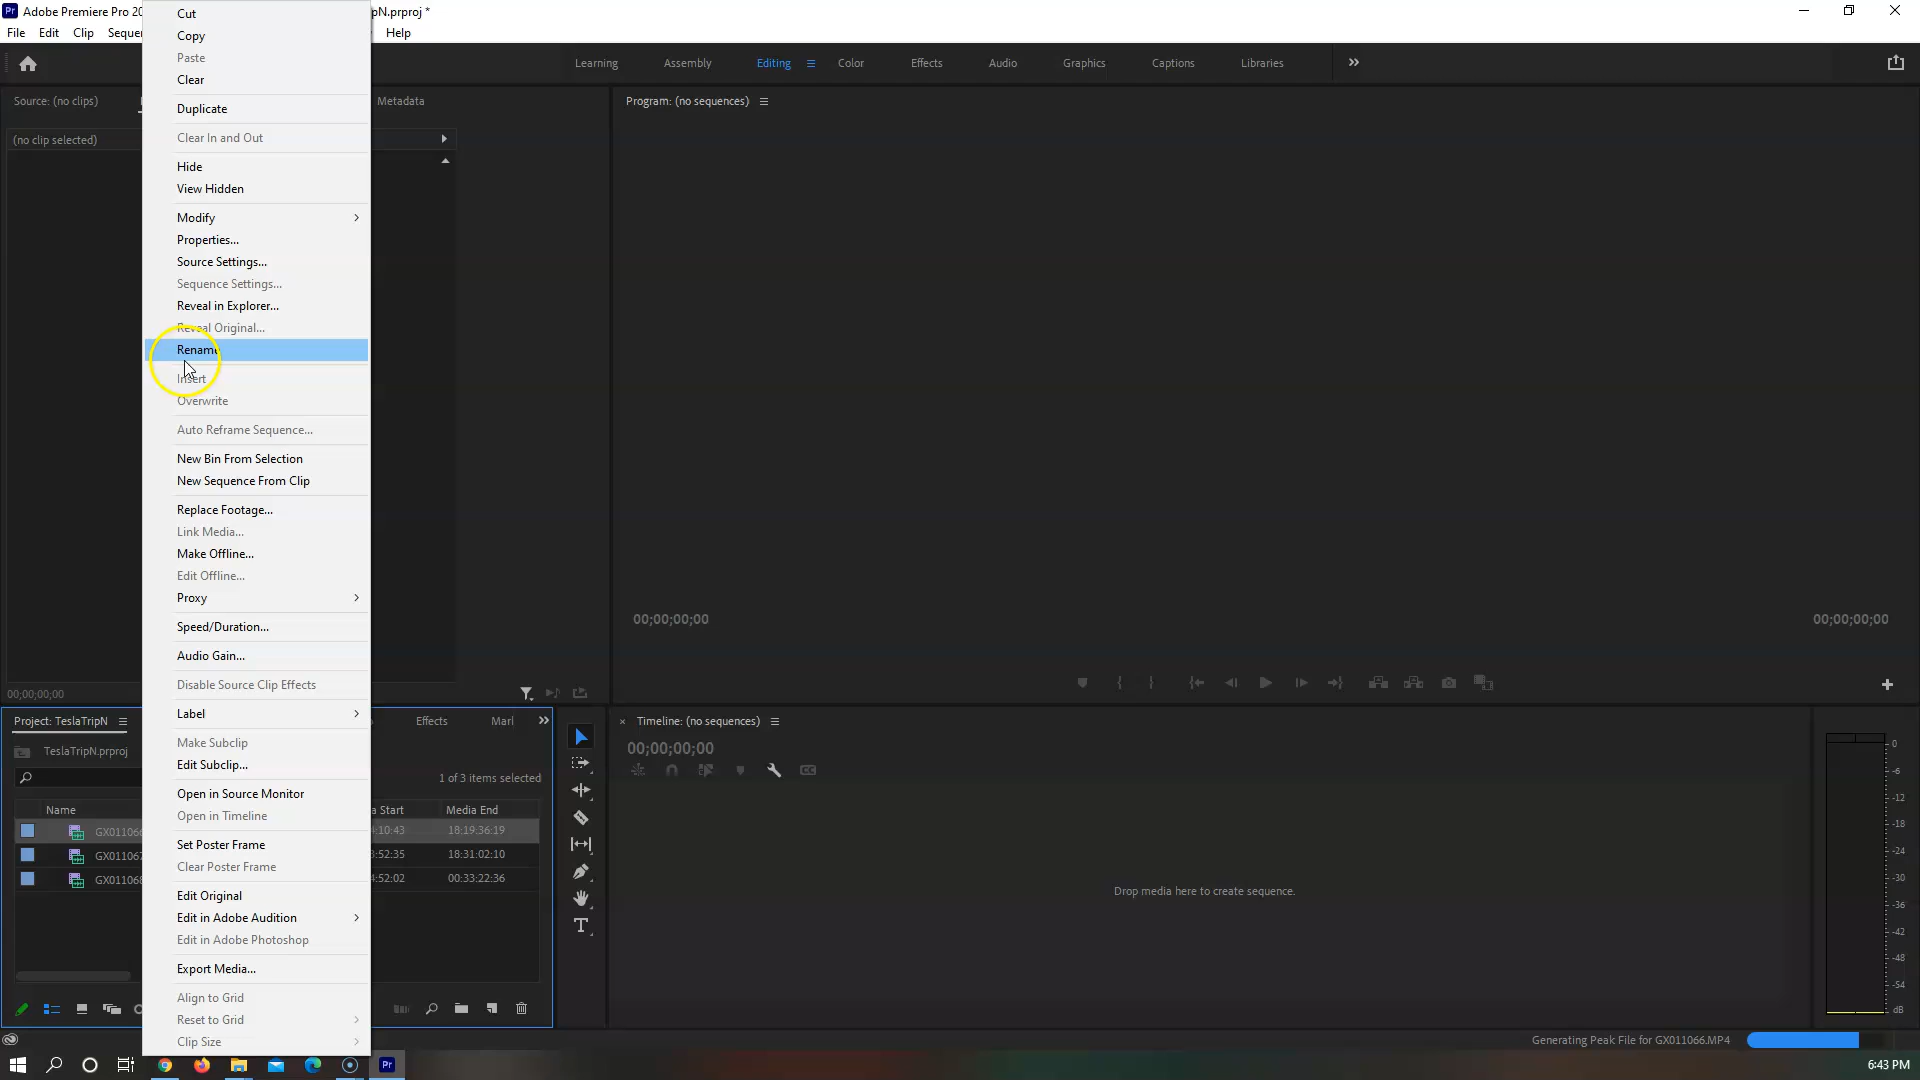 Adobe Premiere Pro 20
pN.prproj *
File Edit Clip Sequen
Help
Learning Assembly Editing Color Effects Audio Graphics Captions Libraries
Source: (no clips)
Metadata
Program: (no sequences)
(no clip selected)
Cut
Copy
Paste
Clear
Duplicate
Clear In and Out
Hide
View Hidden
Modify
Properties...
Source Settings...
Sequence Settings...
Reveal in Explorer...
Reveal Original...
Rename
Insert
Overwrite
Auto Reframe Sequence...
New Bin From Selection
New Sequence From Clip
Replace Footage...
Link Media...
Make Offline...
Edit Offline...
Proxy
Speed/Duration...
Audio Gain...
Disable Source Clip Effects
Label
Make Subclip
Edit Subclip...
Open in Source Monitor
Open in Timeline
Set Poster Frame
Clear Poster Frame
Edit Original
Edit in Adobe Audition
Edit in Adobe Photoshop
Export Media...
Align to Grid
Reset to Grid
Clip Size
00;00;00;00
00;00;00;00
00;00;00;00
Project: TeslaTripN
Effects
Marl
TeslaTripN.prproj
1 of 3 items selected
Name
a Start
Media End
GX011066
4:10:43
18:19:36:19
GX011067
3:52:35
18:31:02:10
GX011068
4:52:02
00:33:22:36
Timeline: (no sequences)
00;00;00;00
CC
Drop media here to create sequence.
0
-6
-12
-18
-24
-30
-36
-42
-48
-54
dB
Generating Peak File for GX011066.MP4
Pr
6:43 PM